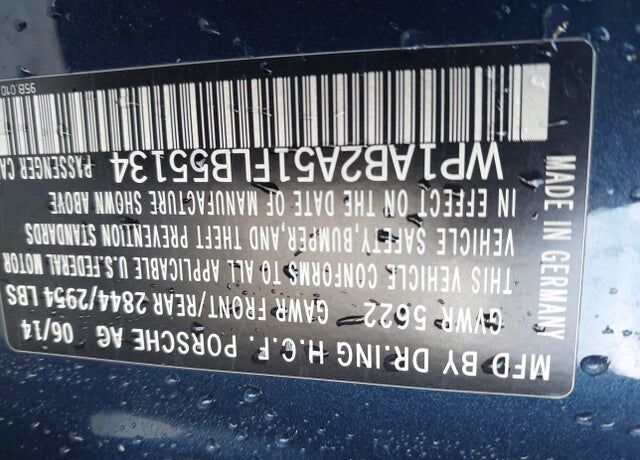 MFD BY DR.ING H.C.F. PORSCHE AG 06/14
GVWR 5622 GAWR FRONT/REAR 2844/2954 LBS
THIS VEHICLE CONFORMS TO ALL APPLICABLE U.S.FEDERAL MOTOR
VEHICLE SAFETY,BUMPER,AND THEFT PREVENTION STANDARDS
IN EFFECT ON THE DATE OF MANUFACTURE SHOWN ABOVE
WP1AB2A51FLB55134 PASSENGER CA
MADE IN GERMANY
95B 010